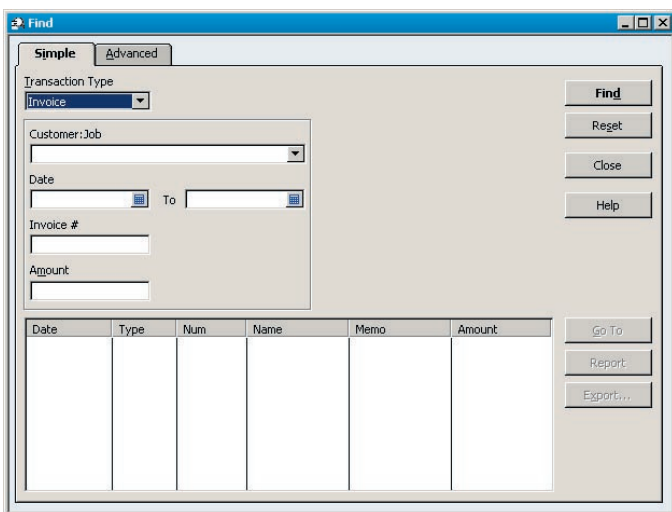 Find
Simple Advanced
Transaction Type
Invoice
Customer:Job
Date
To
Invoice #
Amount
Find
Reset
Close
Help
Date Type Num Name Memo Amount
Go To
Report
Export...